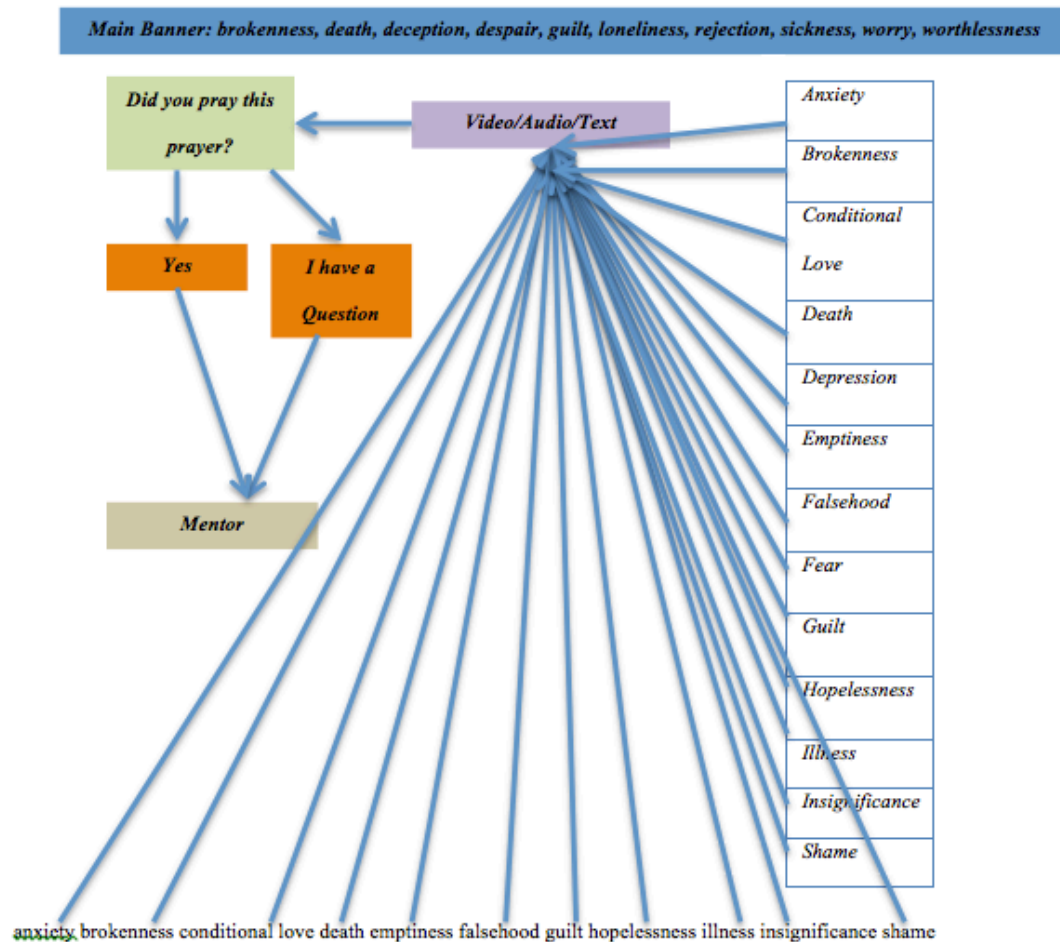 Main Banner: brokenness, death, deception, despair, guilt, loneliness, rejection, sickness, worry, worthlessness
Did you pray this
prayer?
Video/Audio/Text
Yes
I have a
Question
Mentor
Anxiety
Brokenness
Conditional
Love
Death
Depression
Emptiness
Falsehood
Fear
Guilt
Hopelessness
Illness
Insignificance
Shame
anxiety brokenness conditional love death emptiness falsehood guilt hopelessness illness insignificance shame